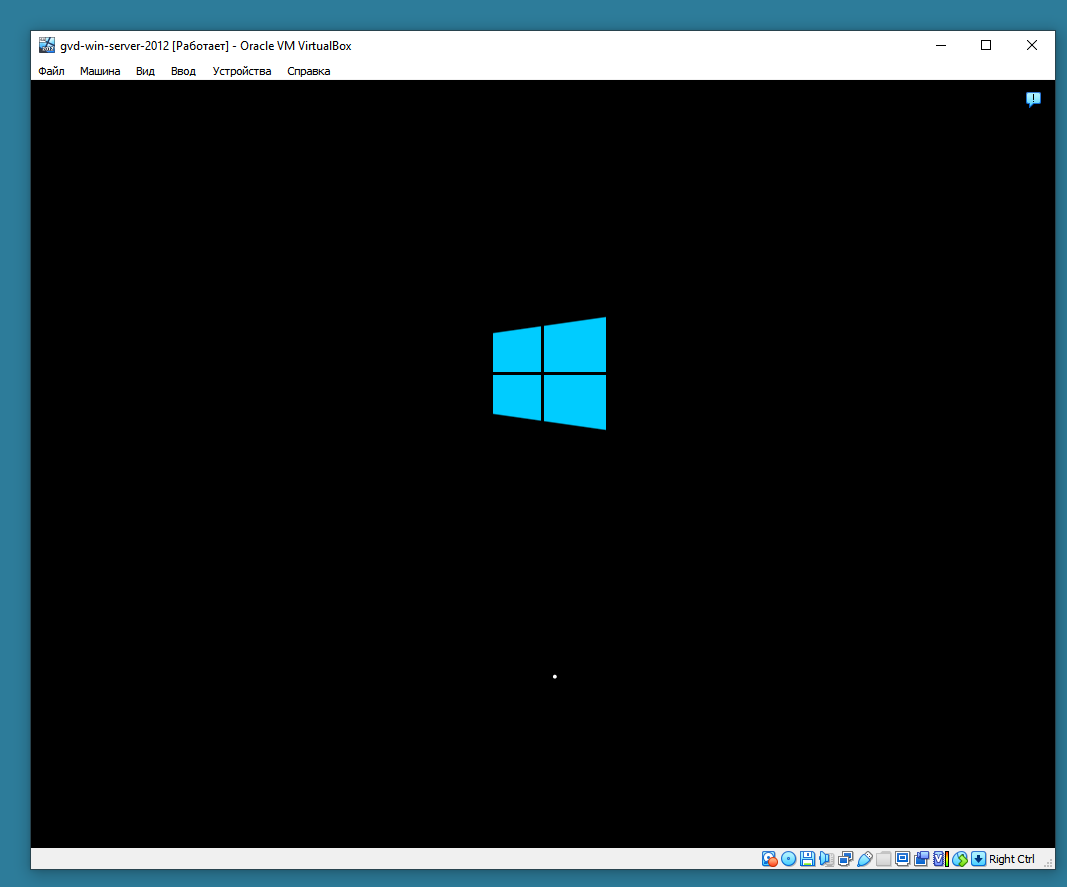 gvd-win-server-2012 [Работает] - Oracle VM VirtualBox
Файл Машина Вид Ввод Устройства Справка
Right Ctrl